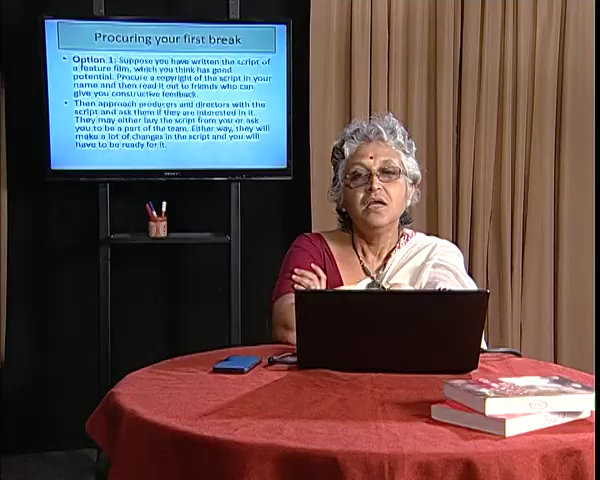 Procuring your first break
• Option 1: Suppose you have written the script of
a feature film, which you think has good
potential. Procure a copyright of the script in your
name and then read it out to friends who can
give you constructive feedback.
• Then approach producers and directors with the
script and ask them if they are interested in it.
They may either buy the script from you or ask
you to be a part of the team. Either way, they will
make a lot of changes in the script and you will
have to be ready for it.
SONY